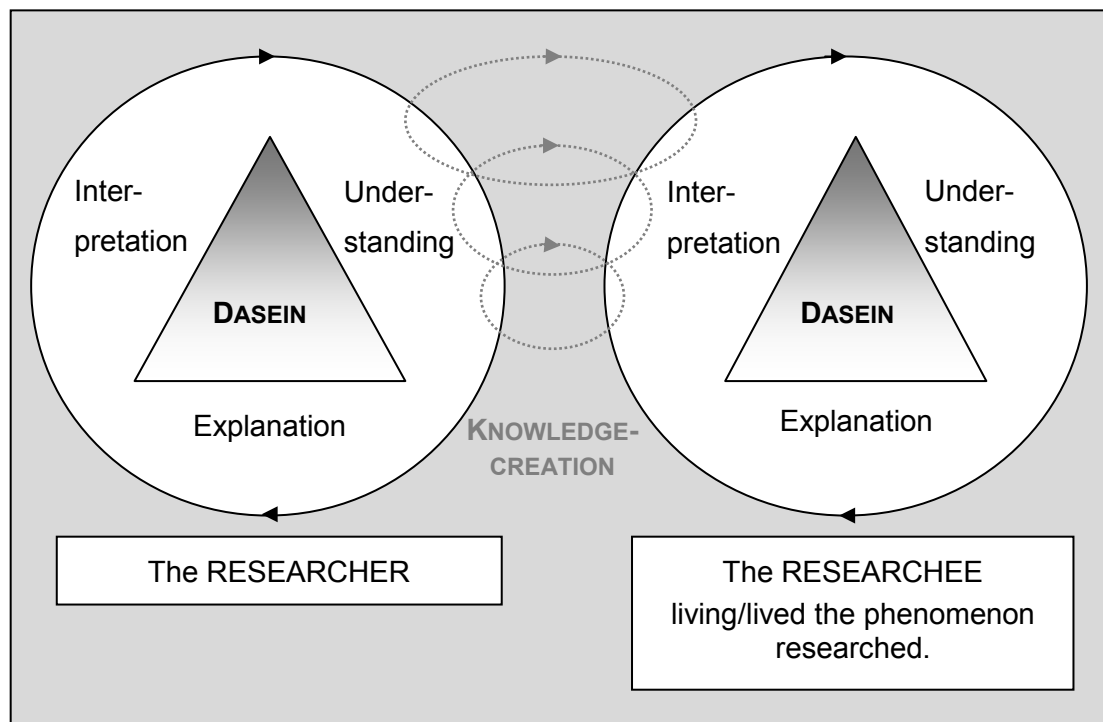 Inter-
pretation
Under-
standing
DASEIN
Explanation
Inter-
pretation
Under-
standing
DASEIN
Explanation
KNOWLEDGE-
CREATION
The RESEARCHER
The RESEARCHEE
living/lived the phenomenon
researched.